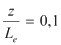 z/L_e = 0,1